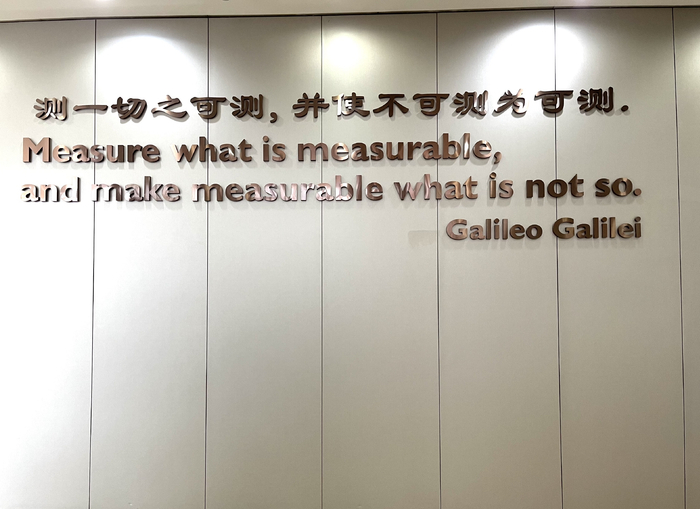 测一切之可测，并使不可测为可测.
Measure what is measurable,
and make measurable what is not so.
Galileo Galilei